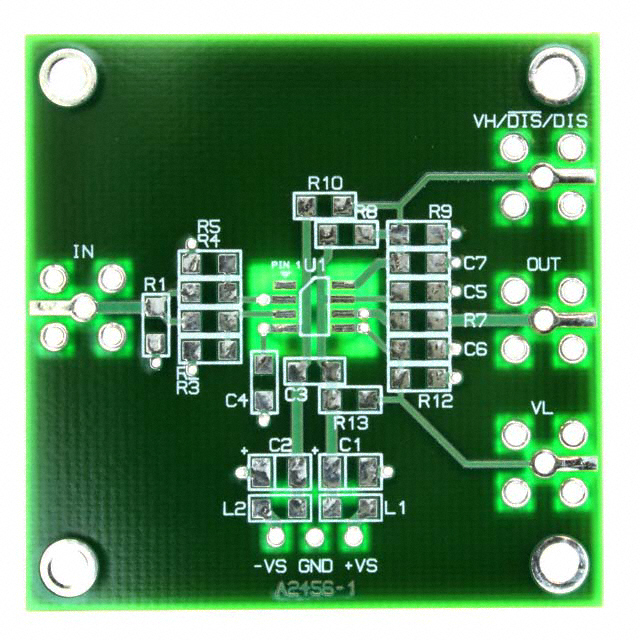 VH/DIS/DIS
R10
R8
R9
R5
R4
IN
PIN 1
U1
C7
OUT
R1
C5
R7
C6
R3
C4
C3
R12
R13
VL
+
C2
+
C1
L2
L1
-VS GND +VS
A2456-1